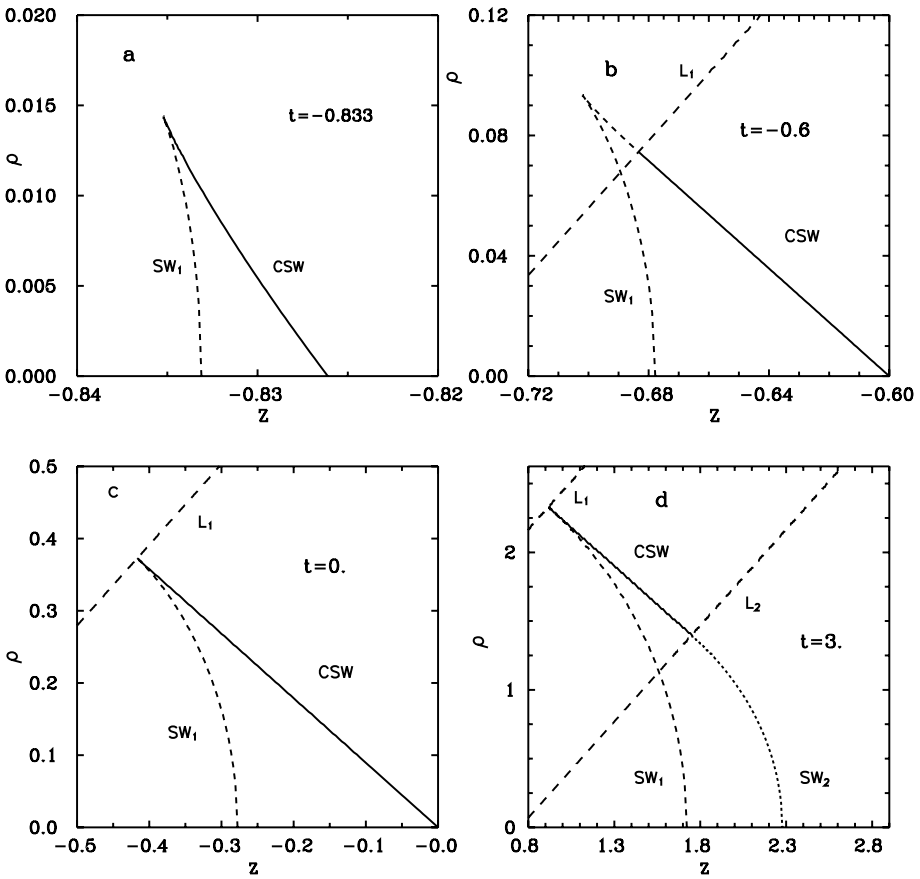 0.020
a
0.015
t=−0.833
ρ
0.010
SW₁ CSW
0.005
0.000
−0.84 −0.83 −0.82
Z
0.12
b
L₁
ρ
0.08
t=−0.6
CSW
0.04
SW₁
0.00
−0.72 −0.68 −0.64 −0.60
Z
0.5
c
L₁
0.4
t=0.
0.3
ρ
CSW
0.2
SW₁
0.1
0.0
−0.5 −0.4 −0.3 −0.2 −0.1 −0.0
Z
L₁ d
2
CSW
L₂
ρ
t=3.
1
SW₁ SW₂
0
0.8 1.3 1.8 2.3 2.8
Z